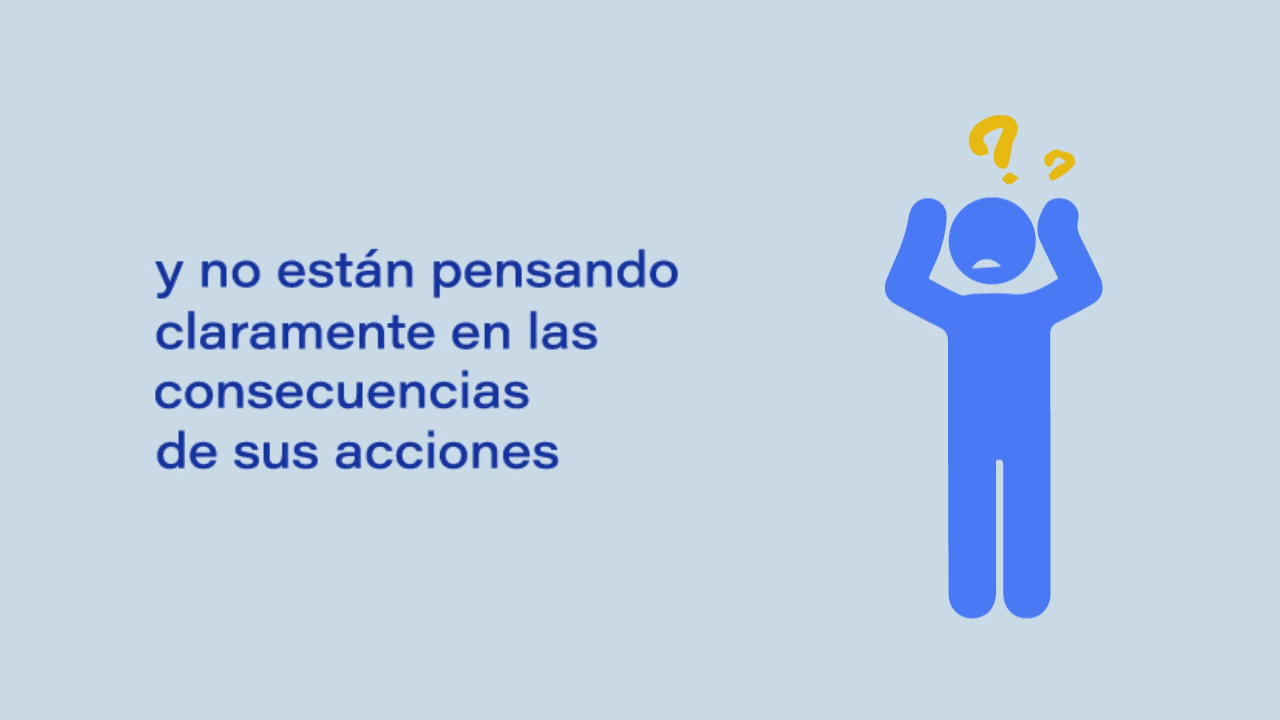 y no están pensando
claramente en las
consecuencias
de sus acciones
??